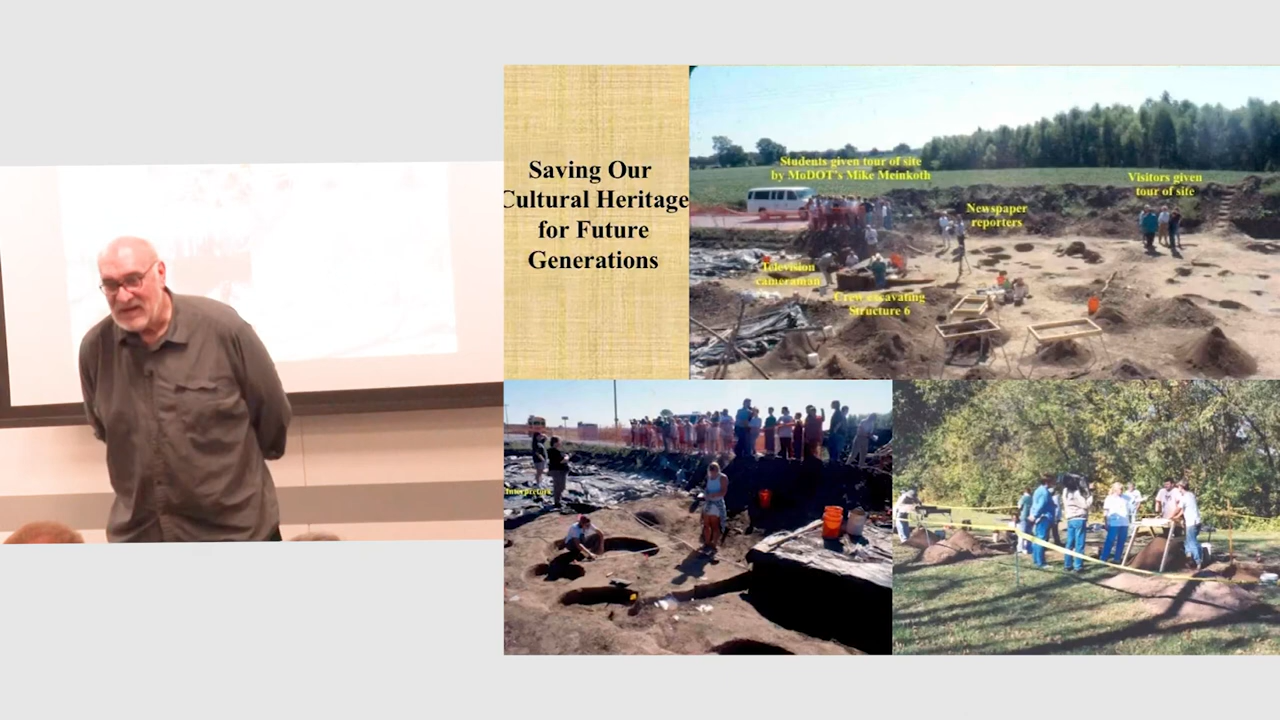 Saving Our
Cultural Heritage
for Future
Generations
Students given tour of site
by MoDOT's Mike Meinkoth
Visitors given
tour of site
Newspaper
reporters
Television
cameraman
Crew excavating
Structure 6
Interpretors